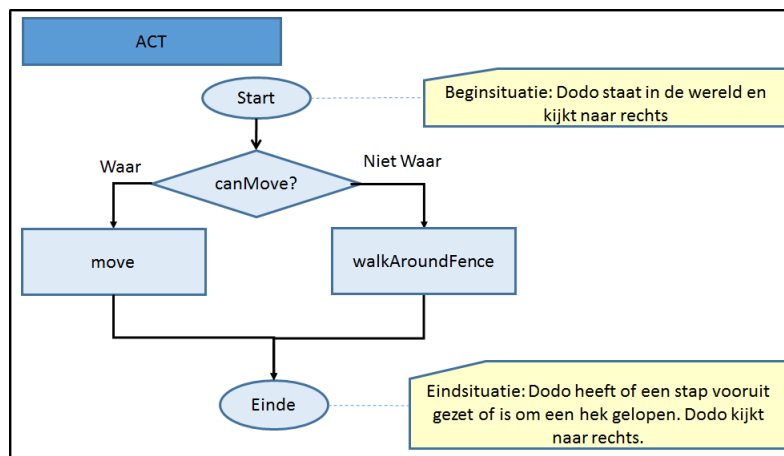 ACT
Start
Beginsituatie: Dodo staat in de wereld en
kijkt naar rechts
Waar
Niet Waar
canMove?
move
walkAroundFence
Einde
Eindsituatie: Dodo heeft of een stap vooruit
gezet of is om een hek gelopen. Dodo kijkt
naar rechts.